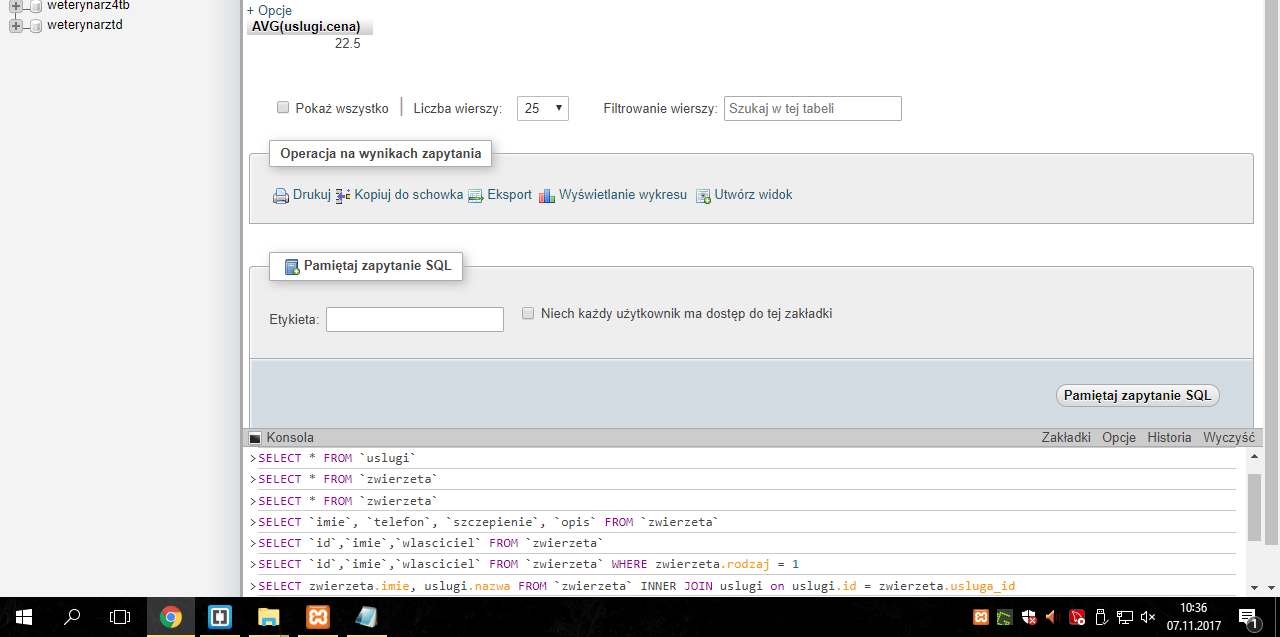 weterynarz4tb
weterynarztd
+ Opcje
AVG(uslugi.cena)
22.5
Pokaż wszystko Liczba wierszy: 25 Filtrowanie wierszy: Szukaj w tej tabeli
Operacja na wynikach zapytania
Drukuj Kopiuj do schowka Eksport Wyświetlanie wykresu Utwórz widok
Pamiętaj zapytanie SQL
Etykieta: Niech każdy użytkownik ma dostęp do tej zakładki
Pamiętaj zapytanie SQL
Konsola Zakładki Opcje Historia Wyczyść
>SELECT * FROM `uslugi`
>SELECT * FROM `zwierzeta`
>SELECT * FROM `zwierzeta`
>SELECT `imie`, `telefon`, `szczepienie`, `opis` FROM `zwierzeta`
>SELECT `id`,`imie`,`wlasciciel` FROM `zwierzeta`
>SELECT `id`,`imie`,`wlasciciel` FROM `zwierzeta` WHERE zwierzeta.rodzaj = 1
>SELECT zwierzeta.imie, uslugi.nazwa FROM `zwierzeta` INNER JOIN uslugi on uslugi.id = zwierzeta.usluga_id
10:36
07.11.2017
1